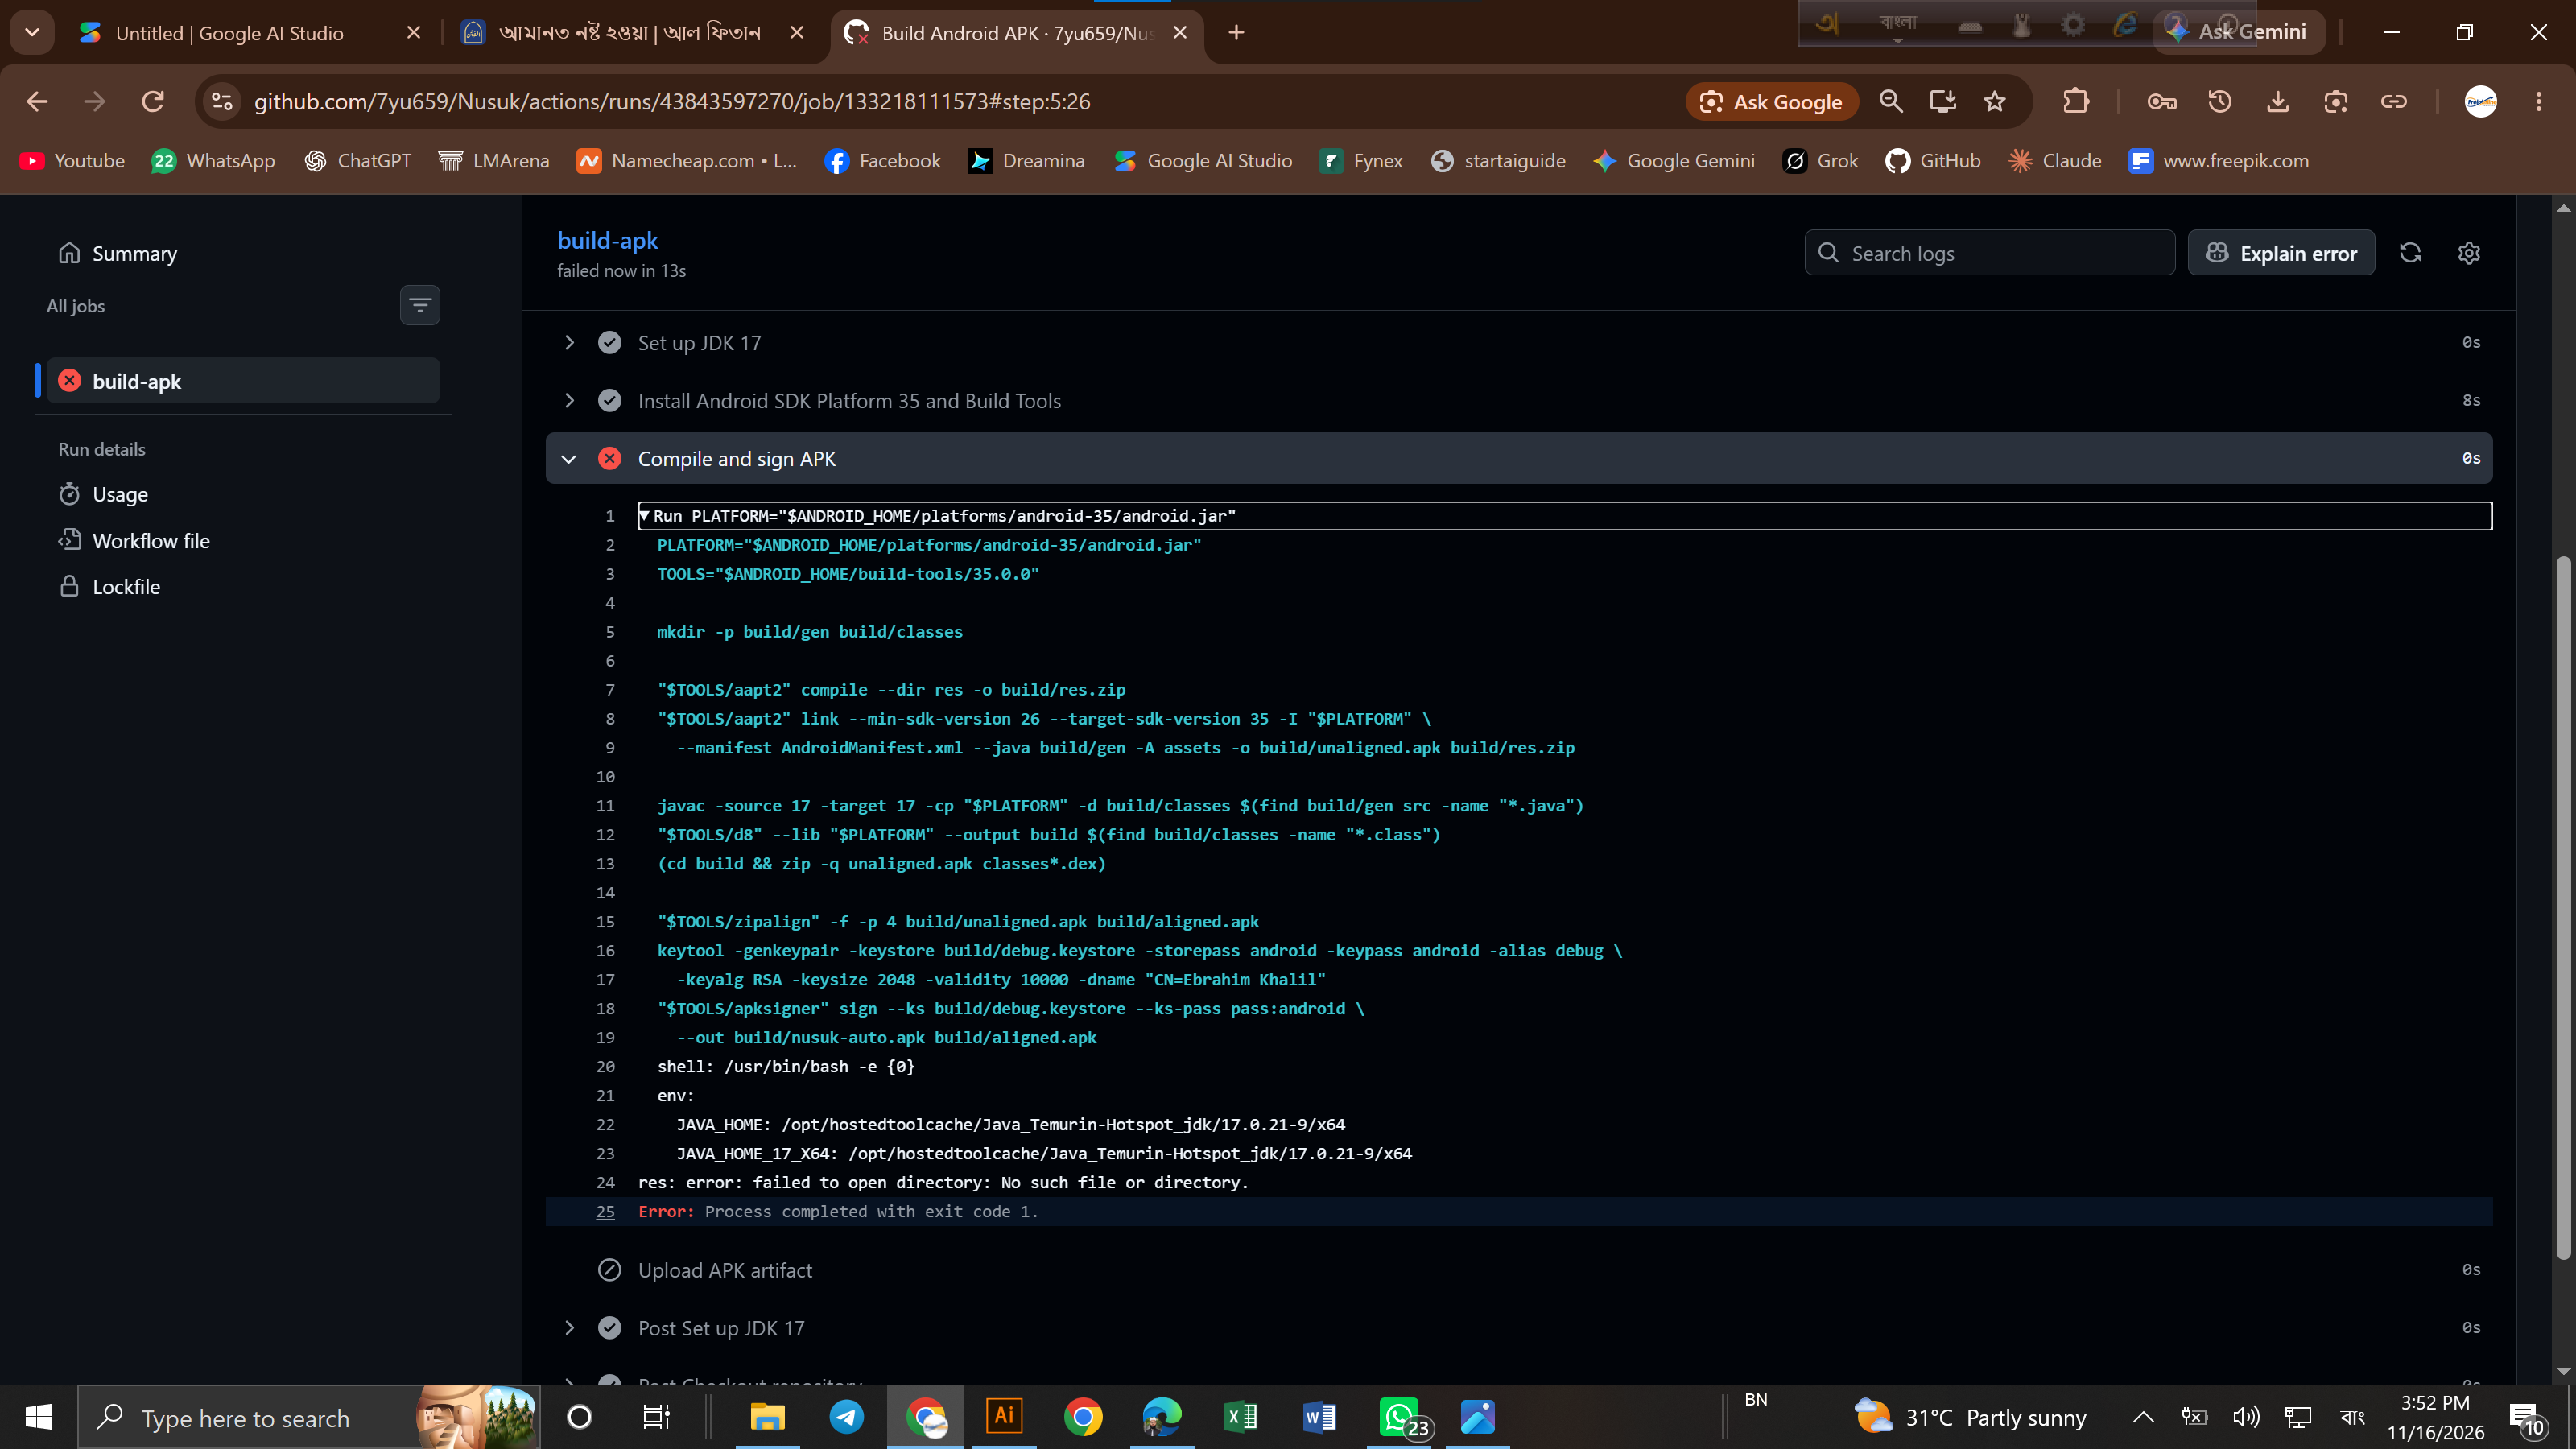 Untitled | Google AI Studio
আমানত নষ্ট হওয়া | আল ফিতান
Build Android APK · 7yu659/Nus
বাংলা
Ask Gemini
github.com/7yu659/Nusuk/actions/runs/43843597270/job/133218111573#step:5:26
Ask Google
Youtube
22 WhatsApp
ChatGPT
LMArena
Namecheap.com • L...
Facebook
Dreamina
Google AI Studio
Fynex
startaiguide
Google Gemini
Grok
GitHub
Claude
www.freepik.com
Summary
All jobs
build-apk
Run details
Usage
Workflow file
Lockfile
build-apk
failed now in 13s
Search logs
Explain error
Set up JDK 17 0s
Install Android SDK Platform 35 and Build Tools 8s
Compile and sign APK 0s
1 ▼Run PLATFORM="$ANDROID_HOME/platforms/android-35/android.jar"
2 PLATFORM="$ANDROID_HOME/platforms/android-35/android.jar"
3 TOOLS="$ANDROID_HOME/build-tools/35.0.0"
4
5 mkdir -p build/gen build/classes
6
7 "$TOOLS/aapt2" compile --dir res -o build/res.zip
8 "$TOOLS/aapt2" link --min-sdk-version 26 --target-sdk-version 35 -I "$PLATFORM" \
9 --manifest AndroidManifest.xml --java build/gen -A assets -o build/unaligned.apk build/res.zip
10
11 javac -source 17 -target 17 -cp "$PLATFORM" -d build/classes $(find build/gen src -name "*.java")
12 "$TOOLS/d8" --lib "$PLATFORM" --output build $(find build/classes -name "*.class")
13 (cd build && zip -q unaligned.apk classes*.dex)
14
15 "$TOOLS/zipalign" -f -p 4 build/unaligned.apk build/aligned.apk
16 keytool -genkeypair -keystore build/debug.keystore -storepass android -keypass android -alias debug \
17 -keyalg RSA -keysize 2048 -validity 10000 -dname "CN=Ebrahim Khalil"
18 "$TOOLS/apksigner" sign --ks build/debug.keystore --ks-pass pass:android \
19 --out build/nusuk-auto.apk build/aligned.apk
20 shell: /usr/bin/bash -e {0}
21 env:
22 JAVA_HOME: /opt/hostedtoolcache/Java_Temurin-Hotspot_jdk/17.0.21-9/x64
23 JAVA_HOME_17_X64: /opt/hostedtoolcache/Java_Temurin-Hotspot_jdk/17.0.21-9/x64
24 res: error: failed to open directory: No such file or directory.
25 Error: Process completed with exit code 1.
Upload APK artifact 0s
Post Set up JDK 17 0s
Post Checkout repository 0s
Type here to search
Ai
23
BN
31°C Partly sunny
বাং
3:52 PM
11/16/2026
10